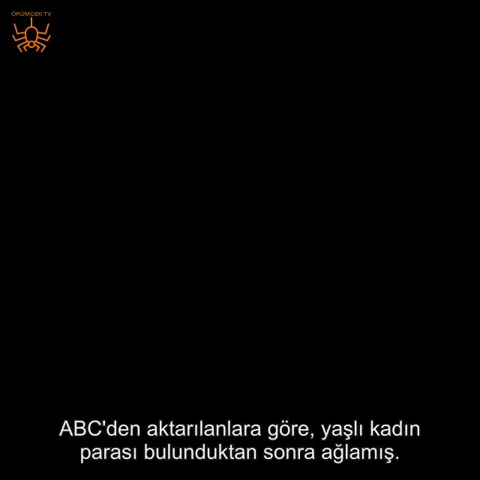 ÖRÜMCEK TV
ABC'den aktarılanlara göre, yaşlı kadın
parası bulunduktan sonra ağlamış.